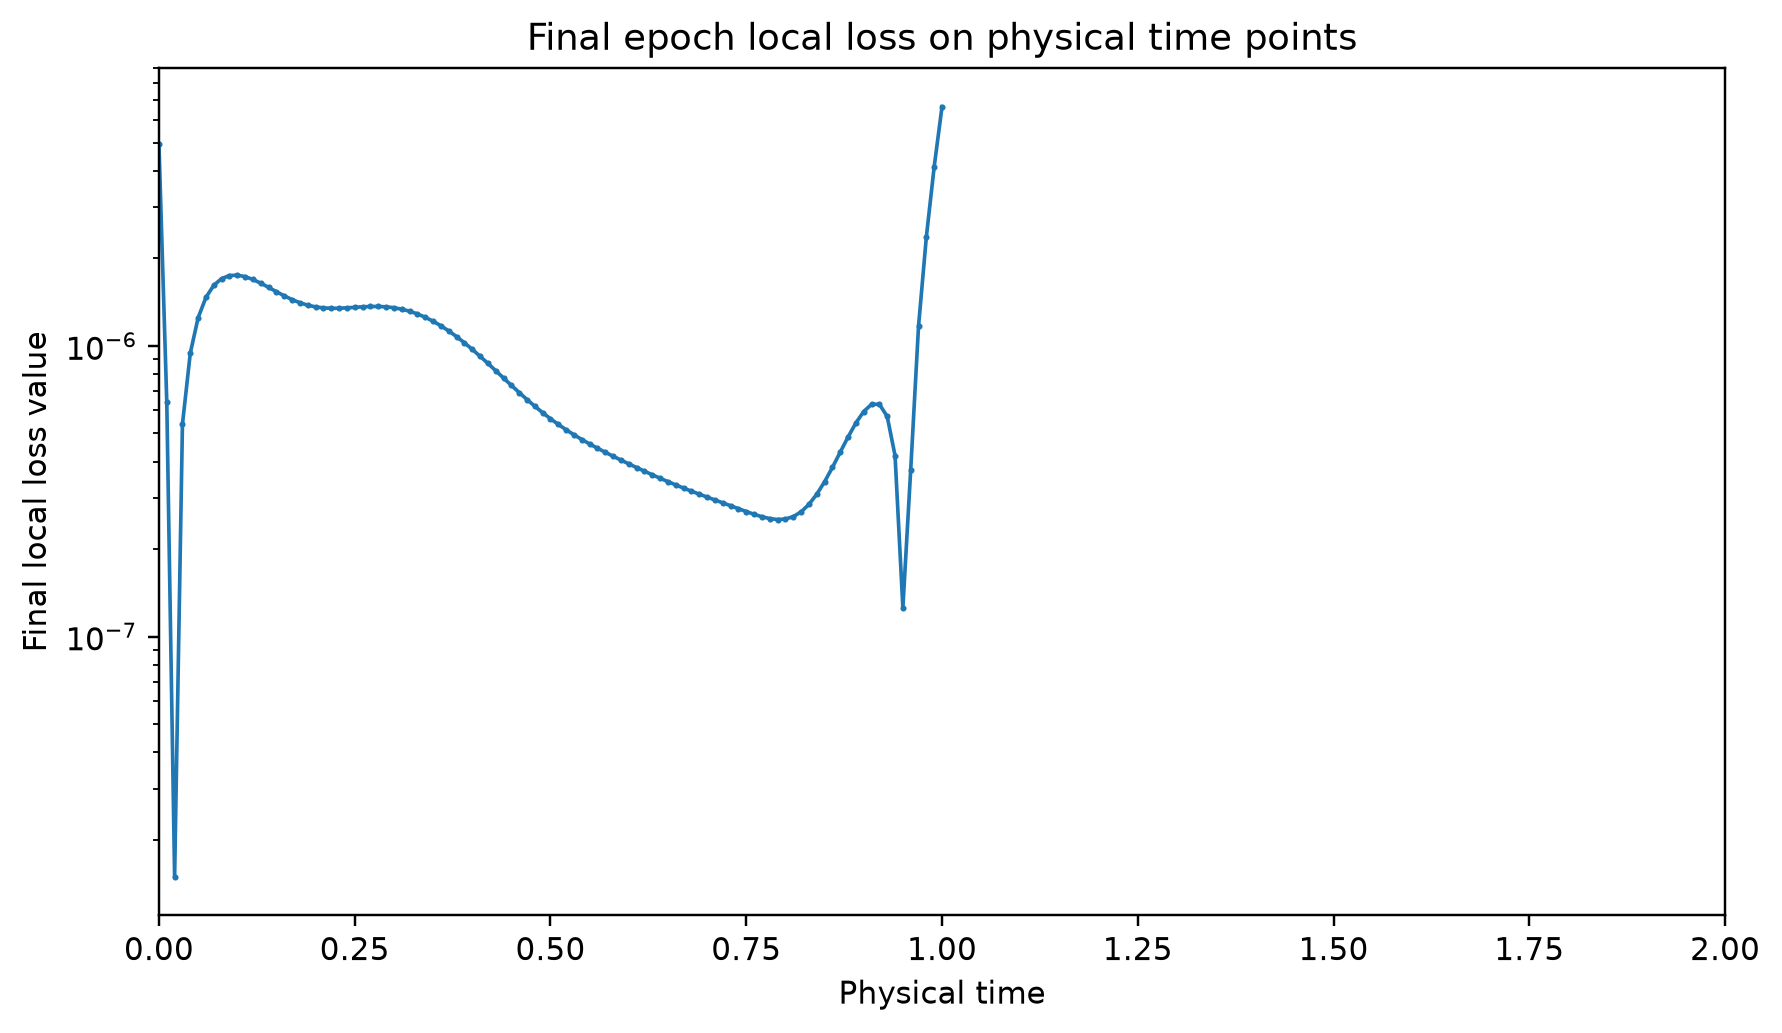 Final epoch local loss on physical time points
Final local loss value
10⁻⁶
10⁻⁷
0.00 0.25 0.50 0.75 1.00 1.25 1.50 1.75 2.00
Physical time